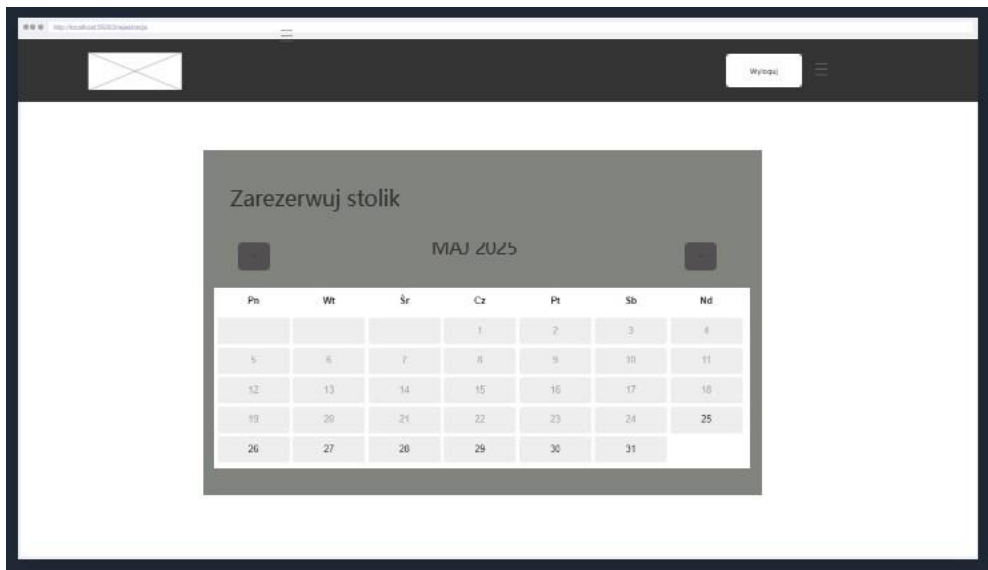 Wyloguj
Zarezerwuj stolik
MAJ 2025
Pn Wt Śr Cz Pt Sb Nd
1 2 3 4
5 6 7 8 9 10 11
12 13 14 15 16 17 18
19 20 21 22 23 24 25
26 27 28 29 30 31